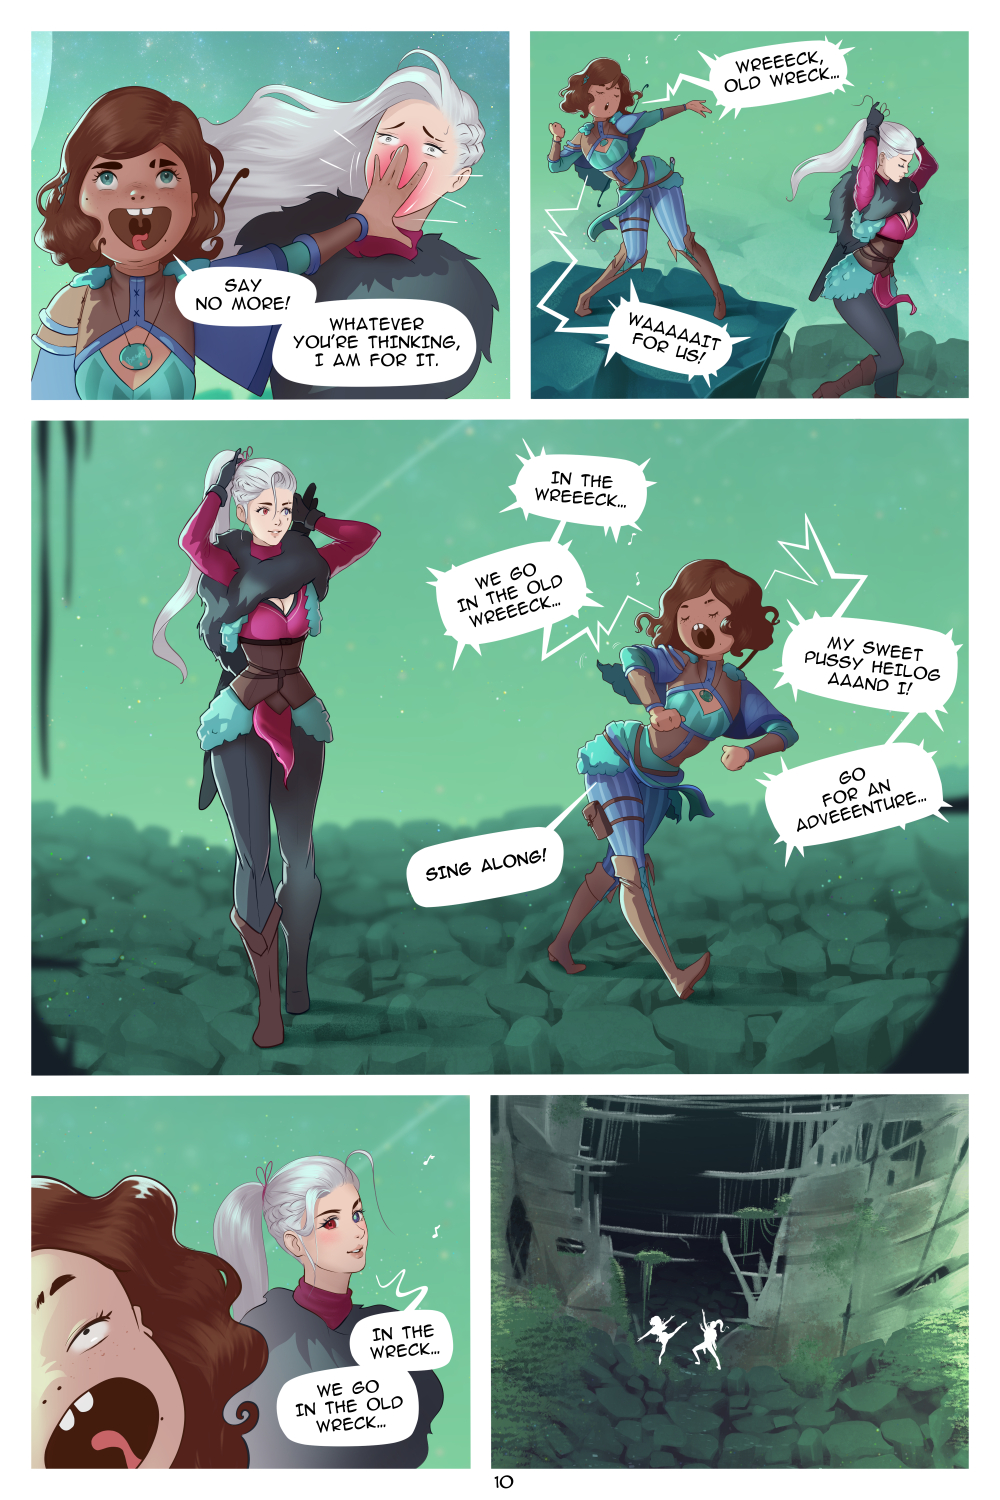 SAY
NO MORE!
WHATEVER
YOU'RE THINKING,
I AM FOR IT.
WREEECK,
OLD WRECK...
WAAAAAIT
FOR US!
IN THE
WREEECK...
WE GO
IN THE OLD
WREEECK...
MY SWEET
PUSSY HEILOG
AAAND I!
GO
FOR AN
ADVEEENTURE...
SING ALONG!
IN THE
WRECK...
WE GO
IN THE OLD
WRECK...
10